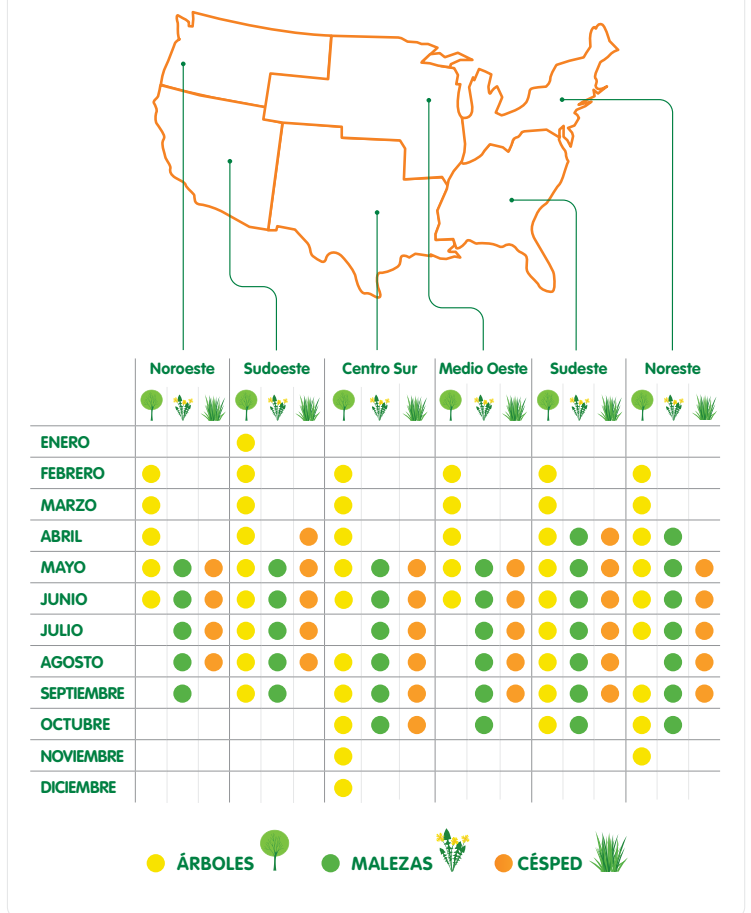 Noroeste Sudoeste Centro Sur Medio Oeste Sudeste Noreste
ENERO
FEBRERO
MARZO
ABRIL
MAYO
JUNIO
JULIO
AGOSTO
SEPTIEMBRE
OCTUBRE
NOVIEMBRE
DICIEMBRE
ÁRBOLES MALEZAS CÉSPED